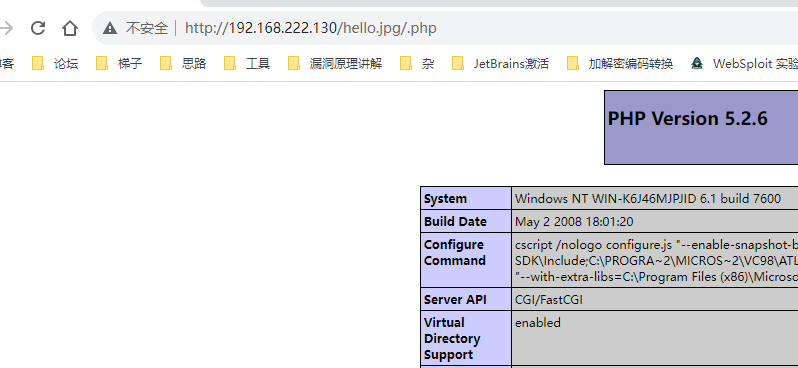 不安全 | http://192.168.222.130/hello.jpg/.php
博客 论坛 梯子 思路 工具 漏洞原理讲解 杂 JetBrains激活 加解密编码转换 WebSploit 实验
PHP Version 5.2.6
System Windows NT WIN-K6J46MJPJID 6.1 build 7600
Build Date May 2 2008 18:01:20
Configure cscript /nologo configure.js "--enable-snapshot-b
Command SDK\Include;C:\PROGRA~2\MICROS~2\VC98\ATL
"--with-extra-libs=C:\Program Files (x86)\Microso
Server API CGI/FastCGI
Virtual enabled
Directory
Support